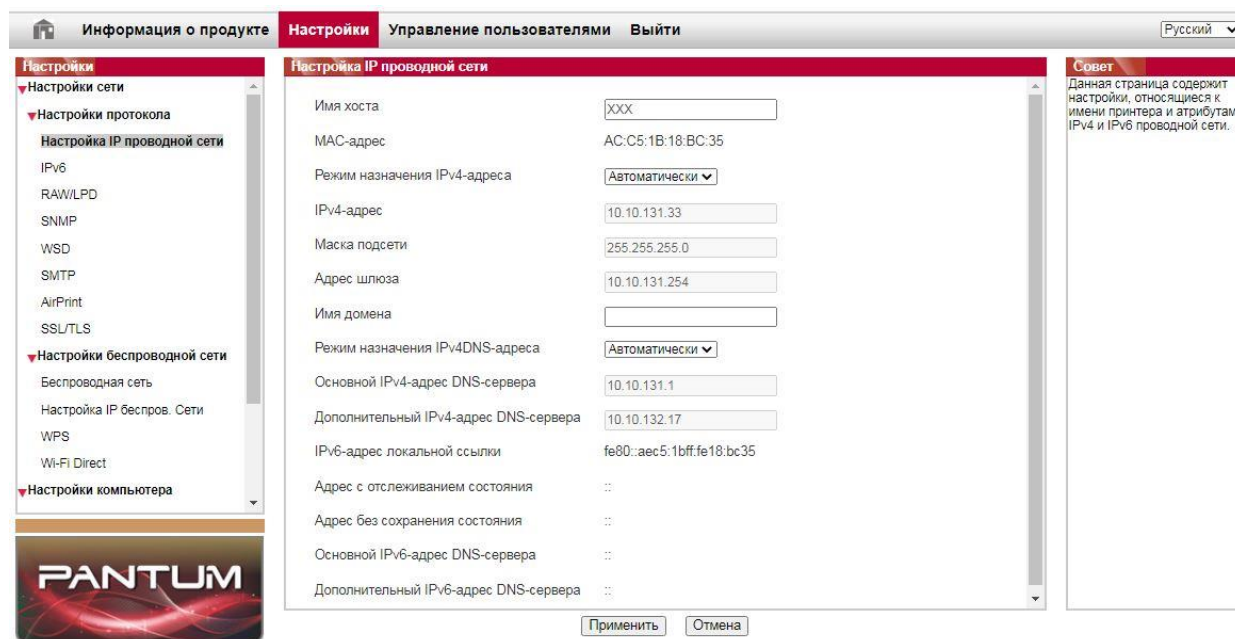 Информация о продукте Настройки Управление пользователями Выйти Русский
Настройки
Настройки сети
Настройки протокола
Настройка IP проводной сети
IPv6
RAW/LPD
SNMP
WSD
SMTP
AirPrint
SSL/TLS
Настройки беспроводной сети
Беспроводная сеть
Настройка IP беспров. Сети
WPS
Wi-Fi Direct
Настройки компьютера
PANTUM
Настройка IP проводной сети
Имя хоста XXX
MAC-адрес AC:C5:1B:18:BC:35
Режим назначения IPv4-адреса Автоматически
IPv4-адрес 10.10.131.33
Маска подсети 255.255.255.0
Адрес шлюза 10.10.131.254
Имя домена
Режим назначения IPv4DNS-адреса Автоматически
Основной IPv4-адрес DNS-сервера 10.10.131.1
Дополнительный IPv4-адрес DNS-сервера 10.10.132.17
IPv6-адрес локальной ссылки fe80::aec5:1bff:fe18:bc35
Адрес с отслеживанием состояния ::
Адрес без сохранения состояния ::
Основной IPv6-адрес DNS-сервера ::
Дополнительный IPv6-адрес DNS-сервера ::
Применить Отмена
Совет
Данная страница содержит
настройки, относящиеся к
имени принтера и атрибутам
IPv4 и IPv6 проводной сети.